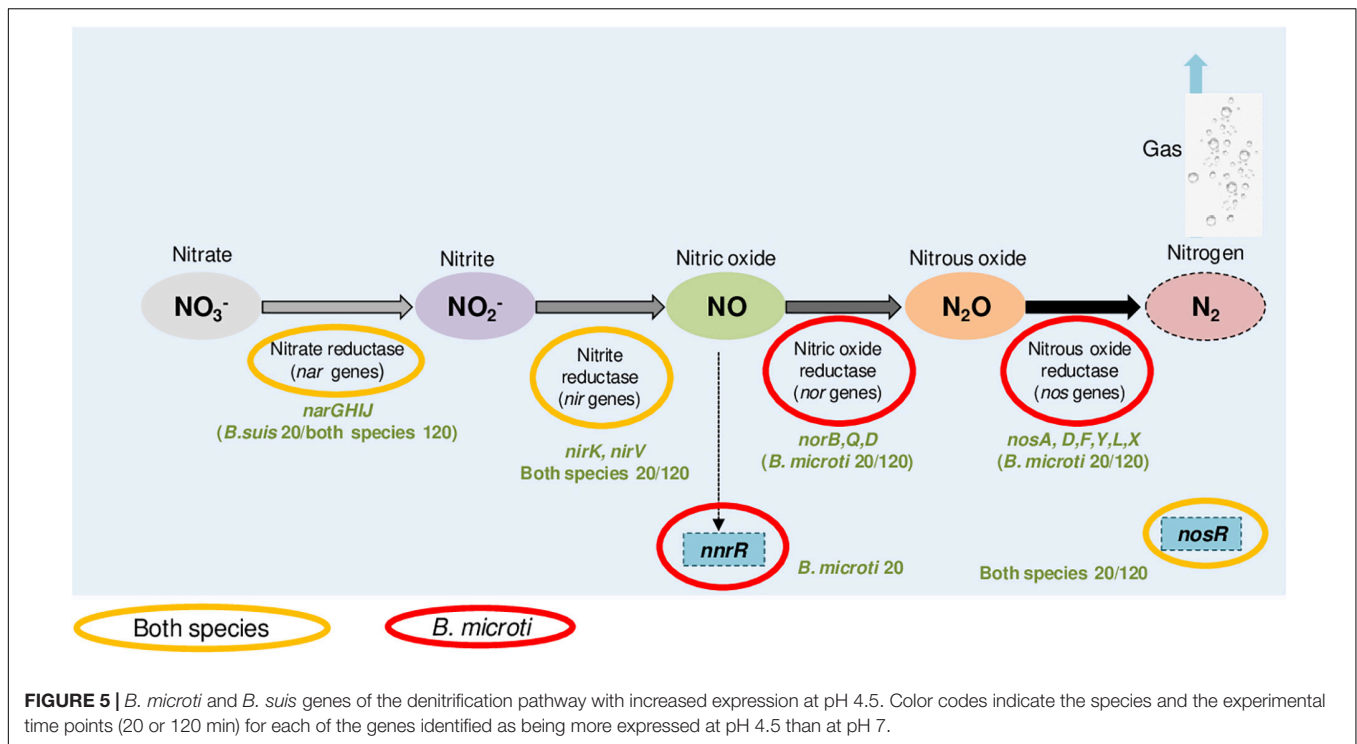 Gas
Nitrate
Nitrite
Nitric oxide
Nitrous oxide
Nitrogen
NO₃⁻
NO₂⁻
NO
N₂O
N₂
Nitrate reductase
(nar genes)
narGHIJ
(B.suis 20/both species 120)
Nitrite
reductase
(nir genes)
nirK, nirV
Both species 20/120
Nitric oxide
reductase
(nor genes)
norB,Q,D
(B. microti 20/120)
Nitrous oxide
reductase
(nos genes)
nosA, D,F,Y,L,X
(B. microti 20/120)
nnrR
B. microti 20
nosR
Both species 20/120
Both species
B. microti
FIGURE 5 | B. microti and B. suis genes of the denitrification pathway with increased expression at pH 4.5. Color codes indicate the species and the experimental
time points (20 or 120 min) for each of the genes identified as being more expressed at pH 4.5 than at pH 7.